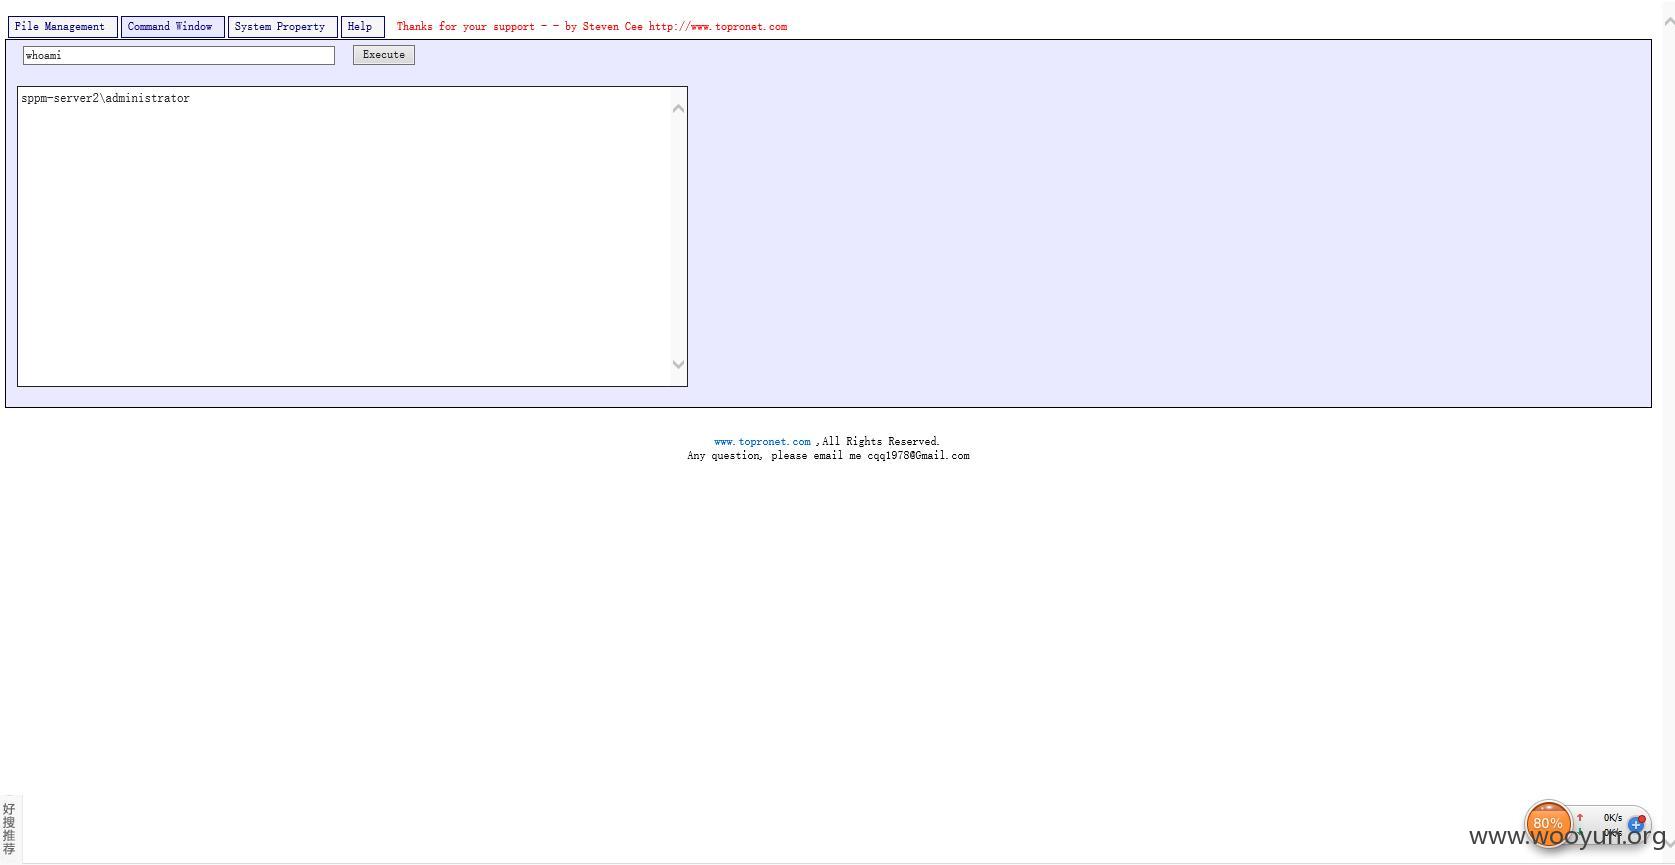 File Management Command Window System Property Help Thanks for your support - - by Steven Cee http://www.topronet.com
whoami Execute
sppm-server2\administrator
www.topronet.com ,All Rights Reserved.
Any question, please email me cqq1978@Gmail.com
好搜推荐
80% 0K/s
0K/s
www.wooyun.org